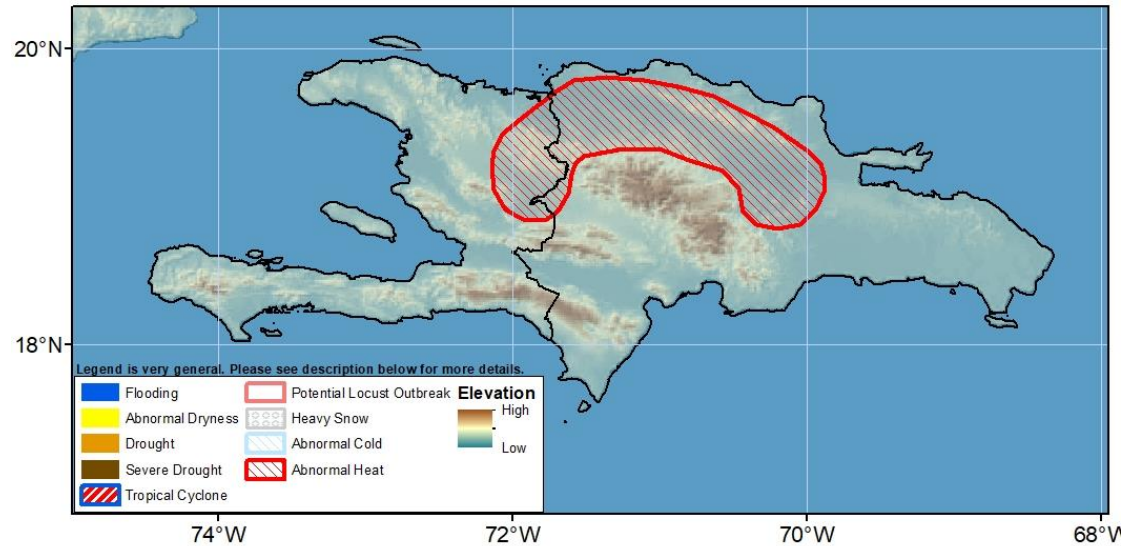 20°N
18°N
Legend is very general. Please see description below for more details.
Flooding
Abnormal Dryness
Drought
Severe Drought
Tropical Cyclone
Potential Locust Outbreak
Heavy Snow
Abnormal Cold
Abnormal Heat
Elevation
High
Low
74°W
72°W
70°W
68°W